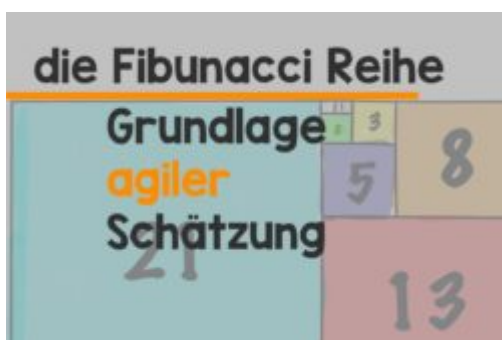 die Fibunacci Reihe
Grundlage
agiler
Schätzung
3
8
5
21
13